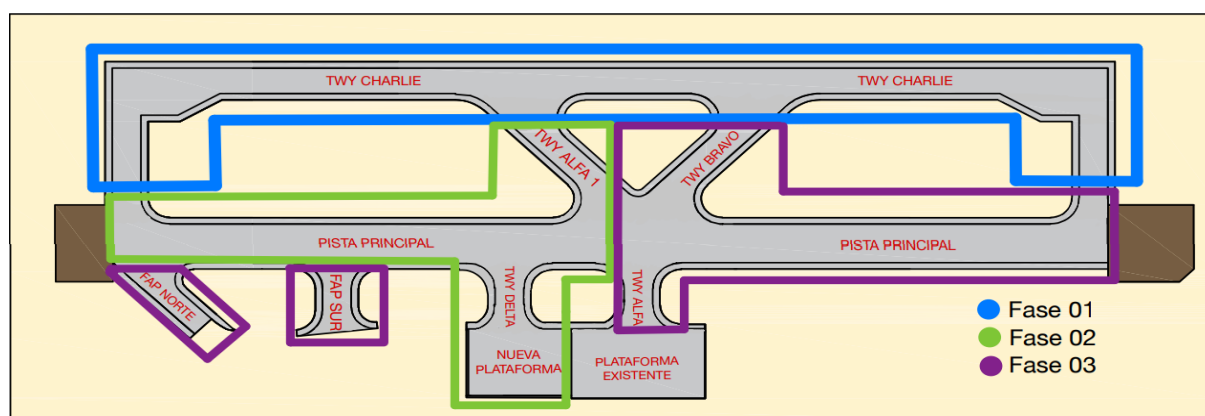 TWY CHARLIE
TWY CHARLIE
TWY ALFA 1
TWY BRAVO
PISTA PRINCIPAL
PISTA PRINCIPAL
FAP NORTE
FAP SUR
TWY DELTA
TWY ALFA
NUEVA
PLATAFORMA
PLATAFORMA
EXISTENTE
Fase 01
Fase 02
Fase 03